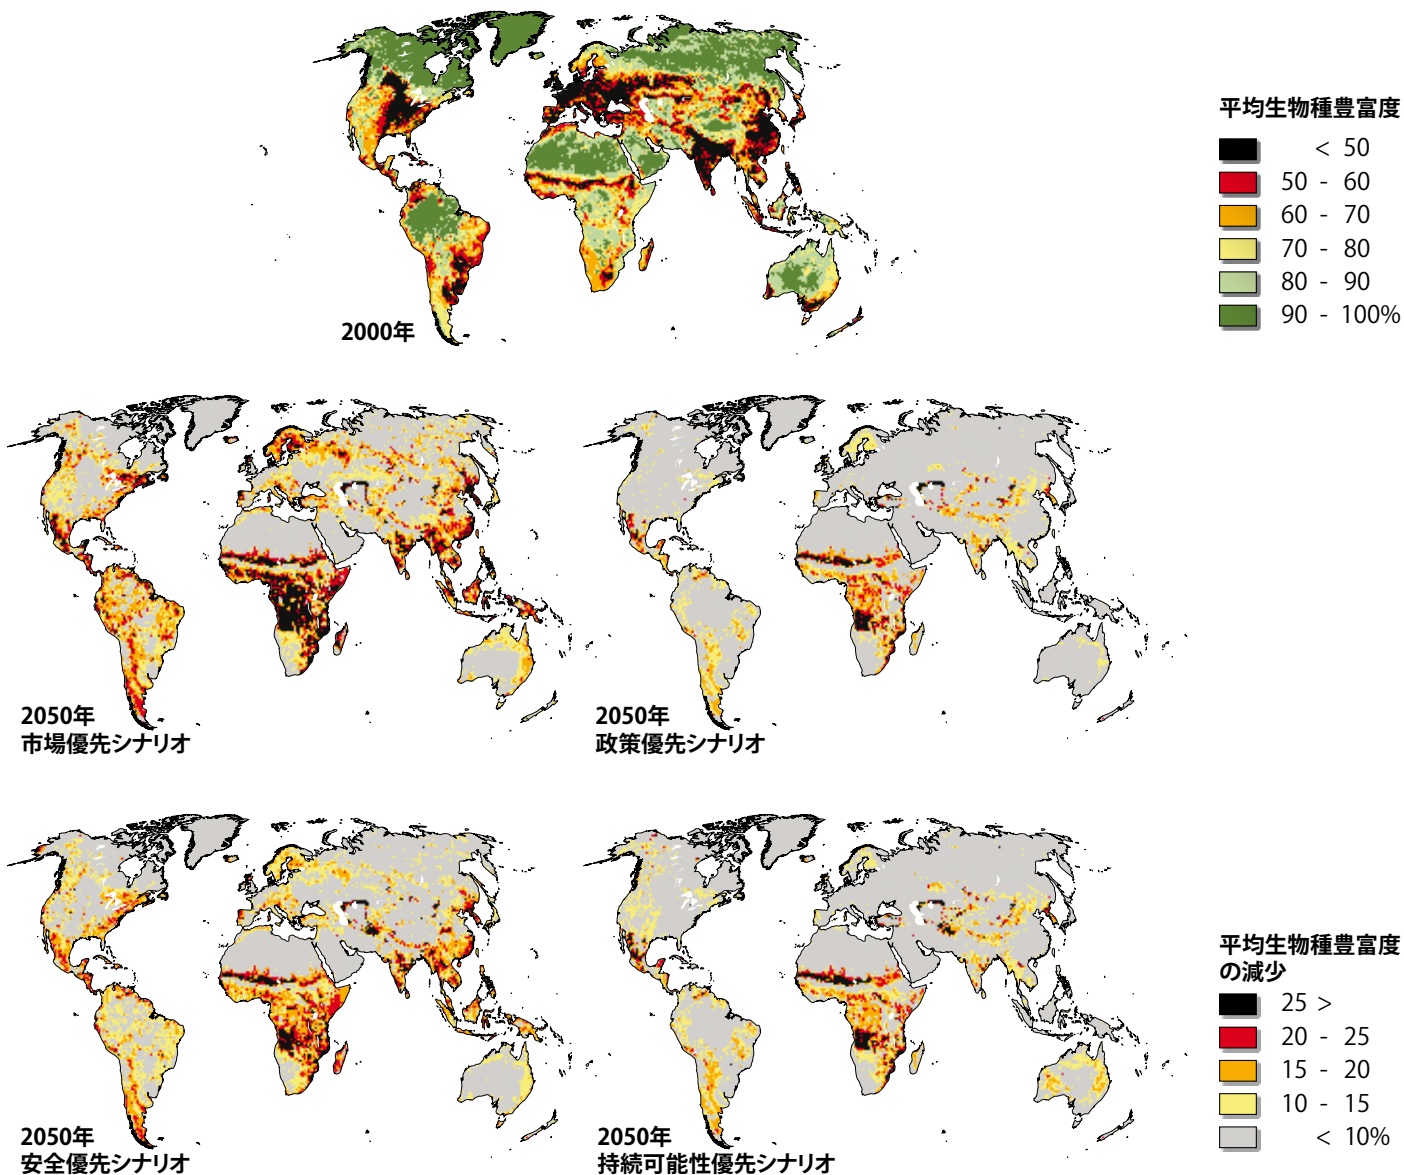 平均生物種豊富度
< 50
50 - 60
60 - 70
70 - 80
80 - 90
90 - 100%
2000年
2050年
市場優先シナリオ
2050年
政策優先シナリオ
平均生物種豊富度
の減少
25 >
20 - 25
15 - 20
10 - 15
< 10%
2050年
安全優先シナリオ
2050年
持続可能性優先シナリオ